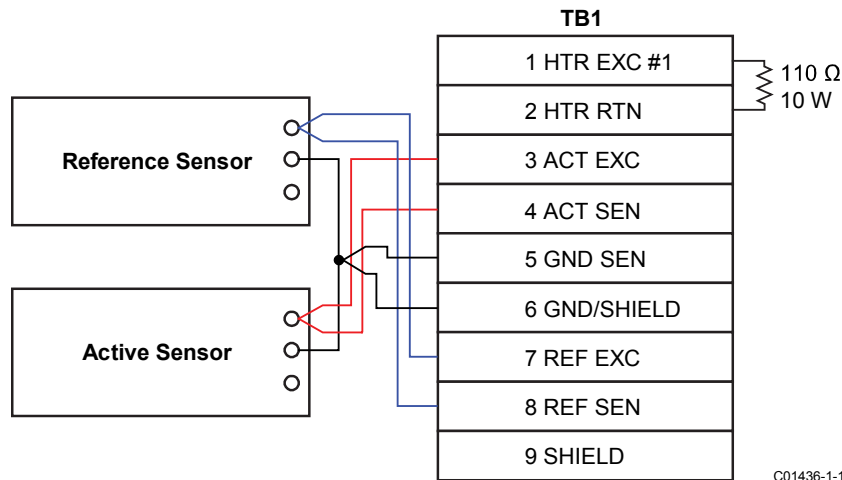 TB1
1 HTR EXC #1
110 Ω
10 W
2 HTR RTN
Reference Sensor
3 ACT EXC
4 ACT SEN
5 GND SEN
6 GND/SHIELD
Active Sensor
7 REF EXC
8 REF SEN
9 SHIELD
C01436-1-1